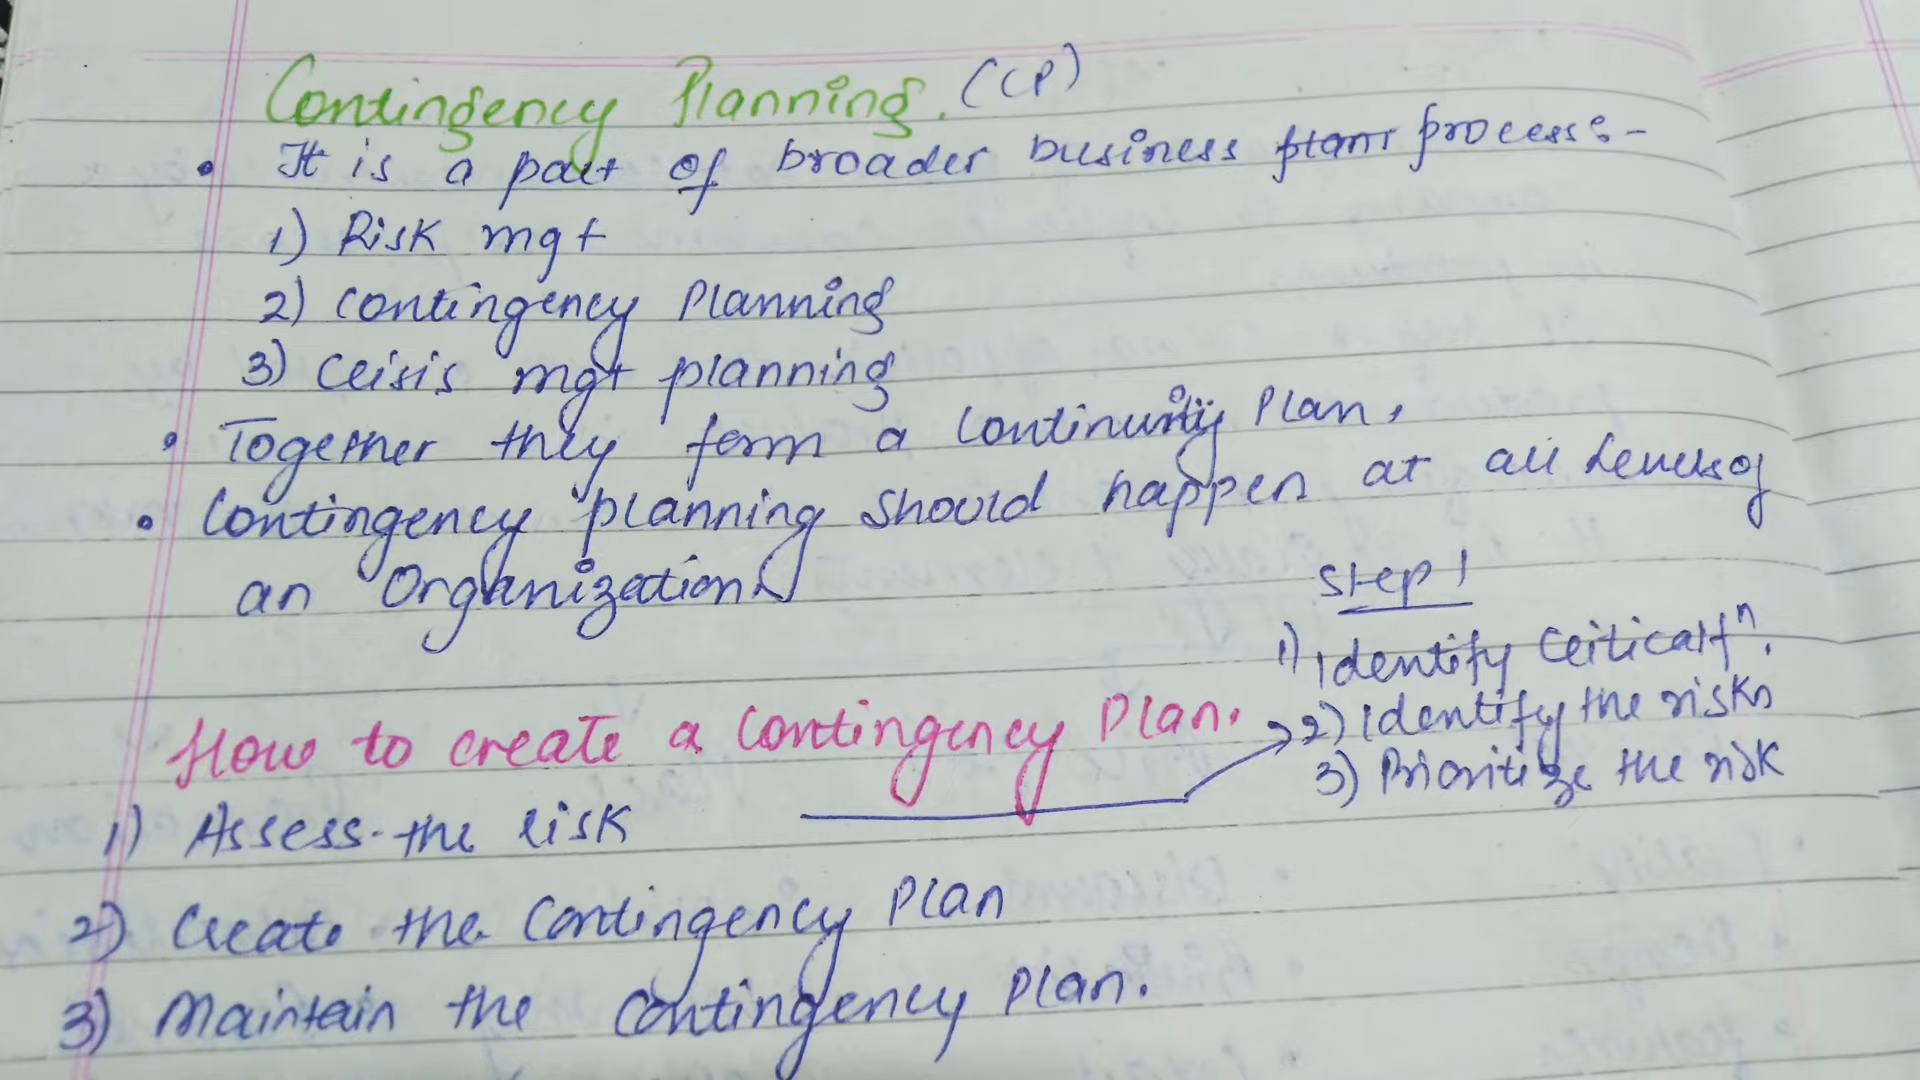 Contingency Planning. (CP)
• It is a part of broader business process:-
1) Risk mgt
2) Contingency Planning
3) Crisis mgt planning
• Together they form a Continuity Plan.
• Contingency planning should happen at all Levels of
an Organization
How to create a Contingency Plan.
1) Assess the risk
2) Create the Contingency Plan
3) Maintain the Contingency Plan.
Step 1
1) Identify Critical fⁿ.
2) Identify the risks
3) Prioritize the risk